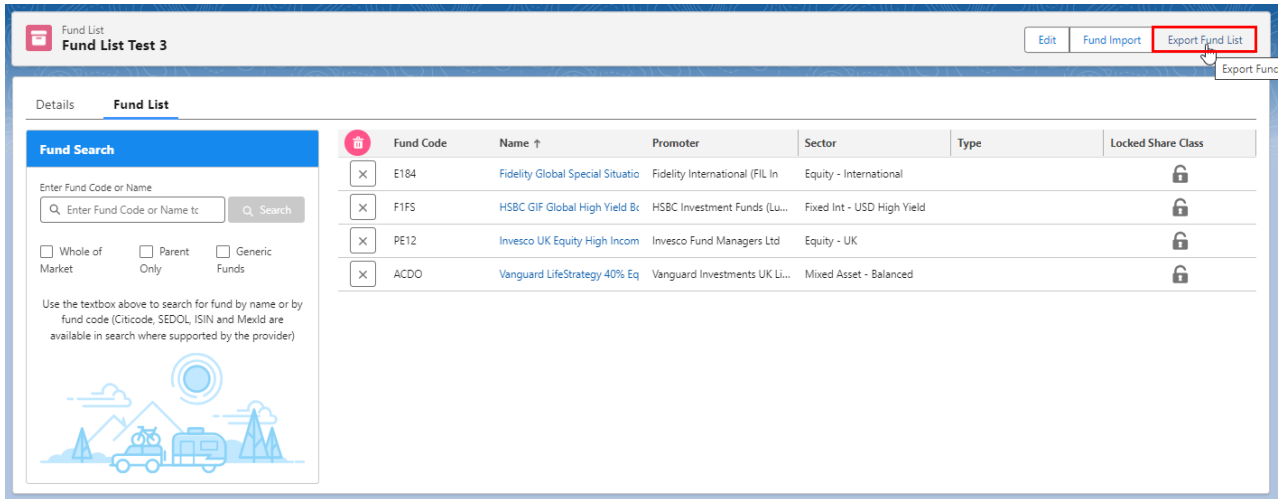 Fund List
Fund List Test 3
Edit
Fund Import
Export Fund List
Export Fund
Details
Fund List
Fund Search
Enter Fund Code or Name
Enter Fund Code or Name to
Search
Whole of Market
Parent Only
Generic Funds
Use the textbox above to search for fund by name or by
fund code (Citicode, SEDOL, ISIN and MexId are
available in search where supported by the provider)
Fund Code Name ↑ Promoter Sector Type Locked Share Class
E184 Fidelity Global Special Situatio Fidelity International (FIL In Equity - International
F1FS HSBC GIF Global High Yield Bo HSBC Investment Funds (Lu... Fixed Int - USD High Yield
PE12 Invesco UK Equity High Incom Invesco Fund Managers Ltd Equity - UK
ACDO Vanguard LifeStrategy 40% Eq Vanguard Investments UK Li... Mixed Asset - Balanced